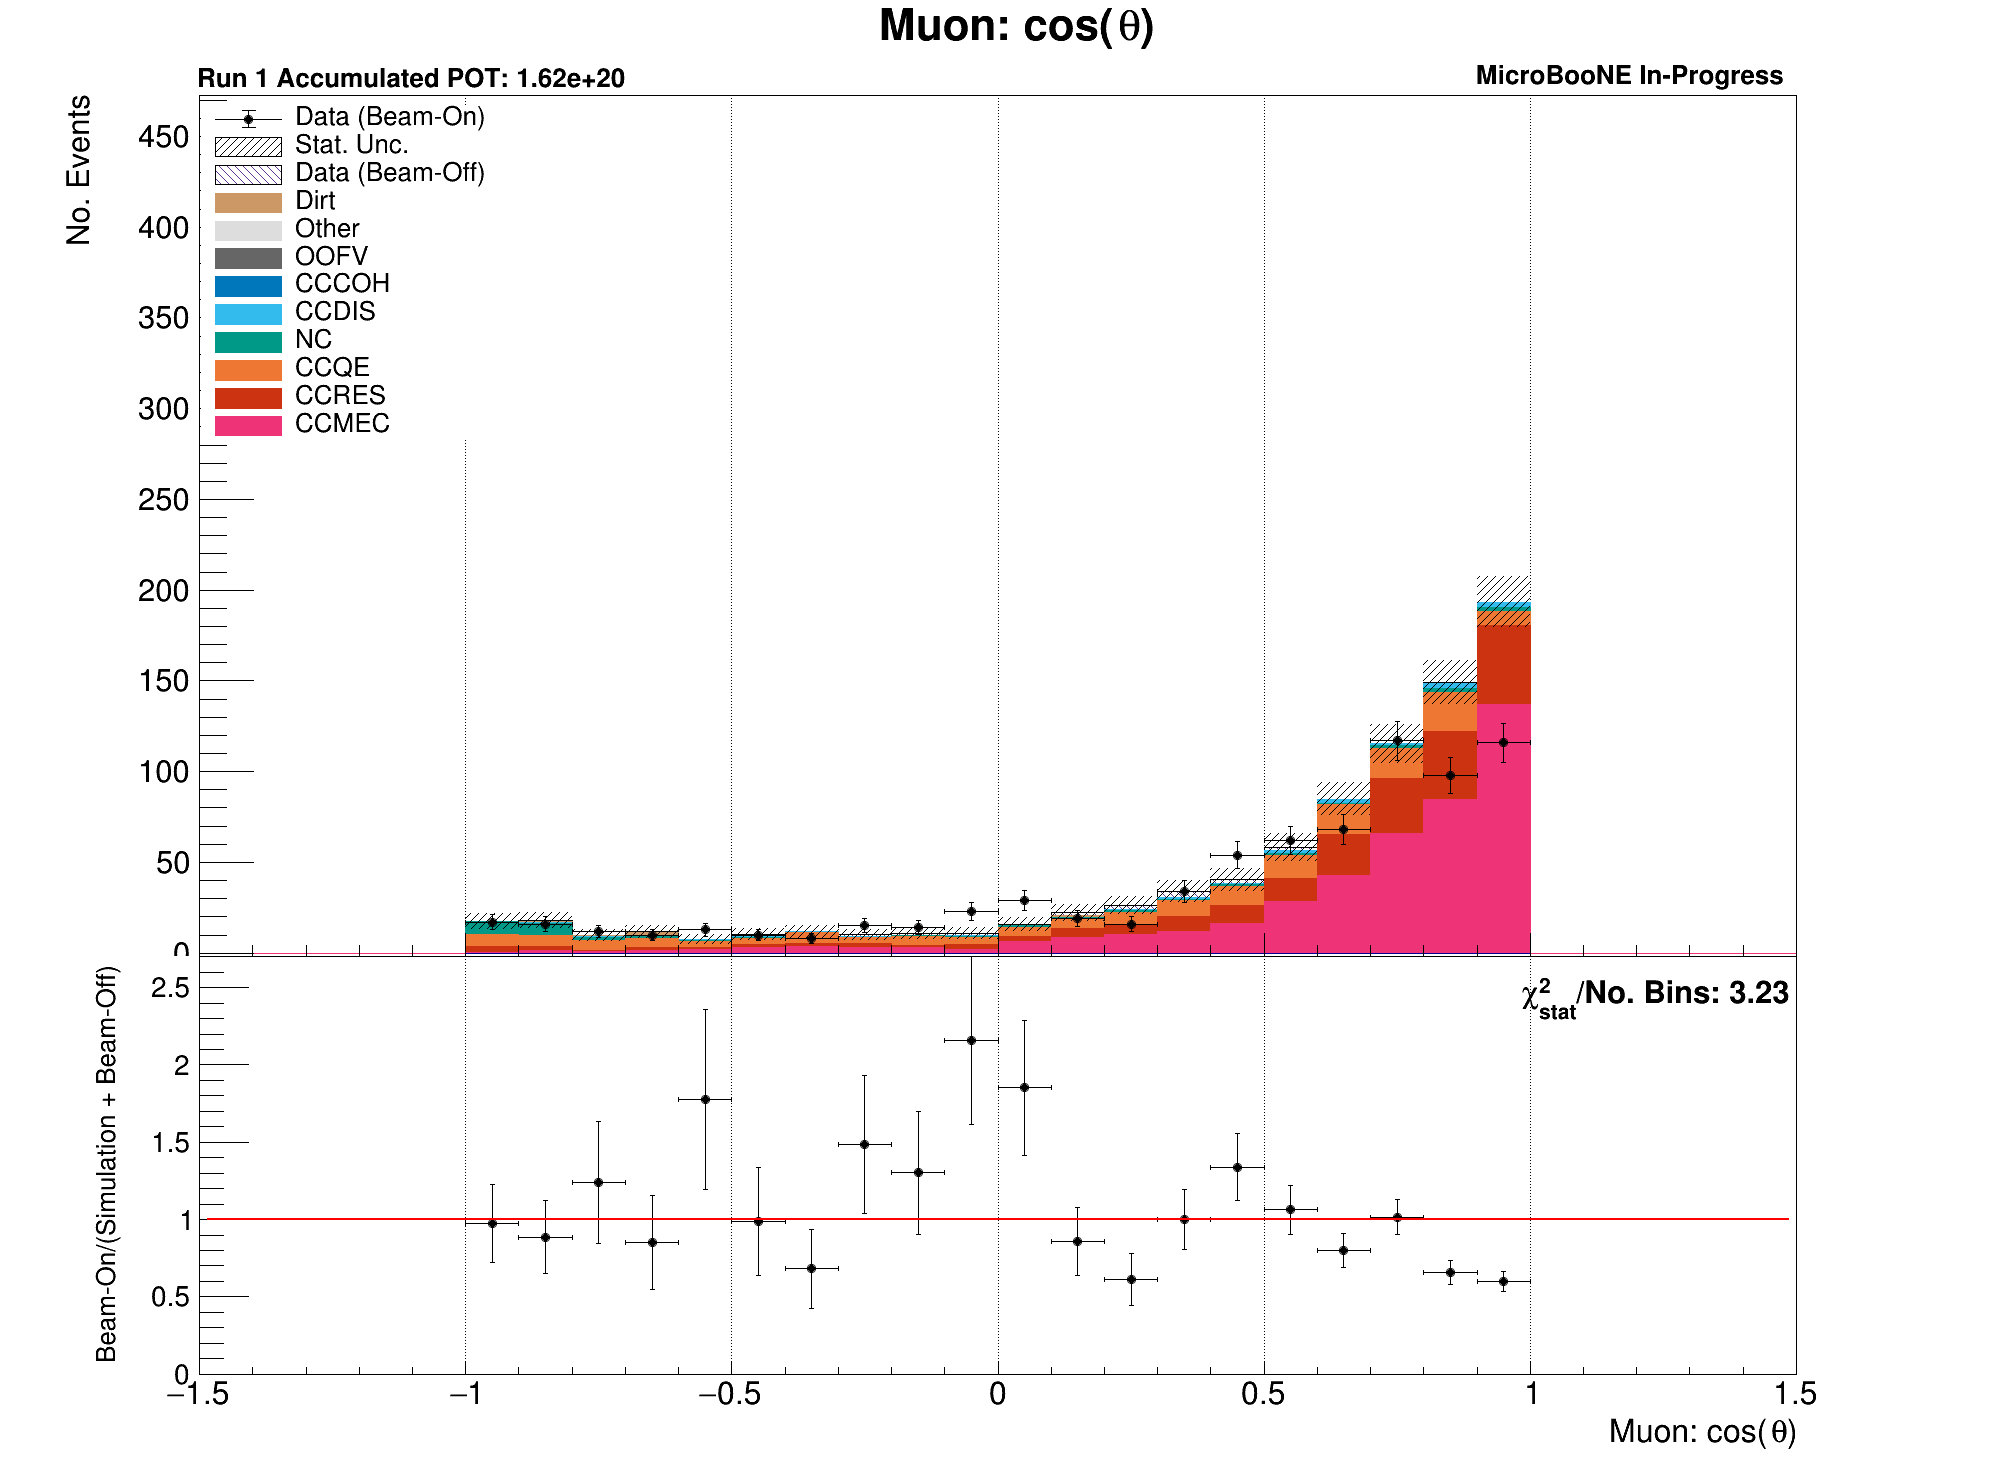 Muon: cos(θ)
Run 1 Accumulated POT: 1.62e+20
MicroBooNE In-Progress
No. Events
450
400
350
300
250
200
150
100
50
0
Data (Beam-On)
Stat. Unc.
Data (Beam-Off)
Dirt
Other
OOFV
CCCOH
CCDIS
NC
CCQE
CCRES
CCMEC
Beam-On/(Simulation + Beam-Off)
2.5
2
1.5
1
0.5
0
χ²stat/No. Bins: 3.23
−1.5 −1 −0.5 0 0.5 1 1.5
Muon: cos(θ)